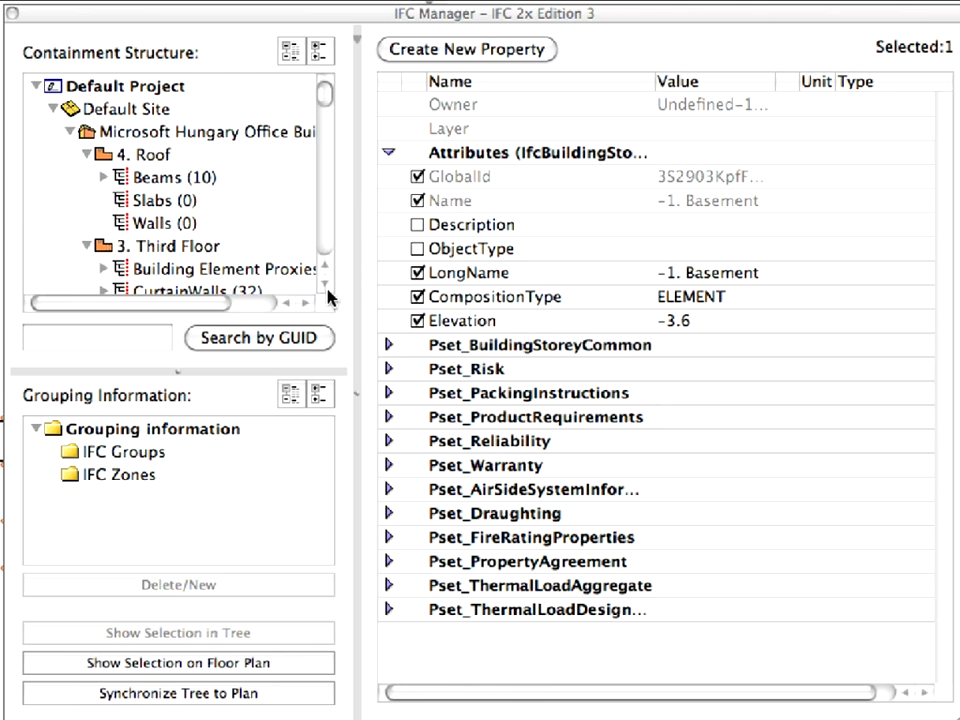 IFC Manager – IFC 2x Edition 3
Containment Structure:
Default Project
Default Site
Microsoft Hungary Office Bui
4. Roof
Beams (10)
Slabs (0)
Walls (0)
3. Third Floor
Building Element Proxies
CurtainWalls (32)
Search by GUID
Grouping Information:
Grouping information
IFC Groups
IFC Zones
Delete/New
Show Selection in Tree
Show Selection on Floor Plan
Synchronize Tree to Plan
Create New Property
Selected:1
Name Value Unit Type
Owner Undefined-1...
Layer
Attributes (IfcBuildingSto...
GlobalId 3S2903KpfF...
Name -1. Basement
Description
ObjectType
LongName -1. Basement
CompositionType ELEMENT
Elevation -3.6
Pset_BuildingStoreyCommon
Pset_Risk
Pset_PackingInstructions
Pset_ProductRequirements
Pset_Reliability
Pset_Warranty
Pset_AirSideSystemInfor...
Pset_Draughting
Pset_FireRatingProperties
Pset_PropertyAgreement
Pset_ThermalLoadAggregate
Pset_ThermalLoadDesign...